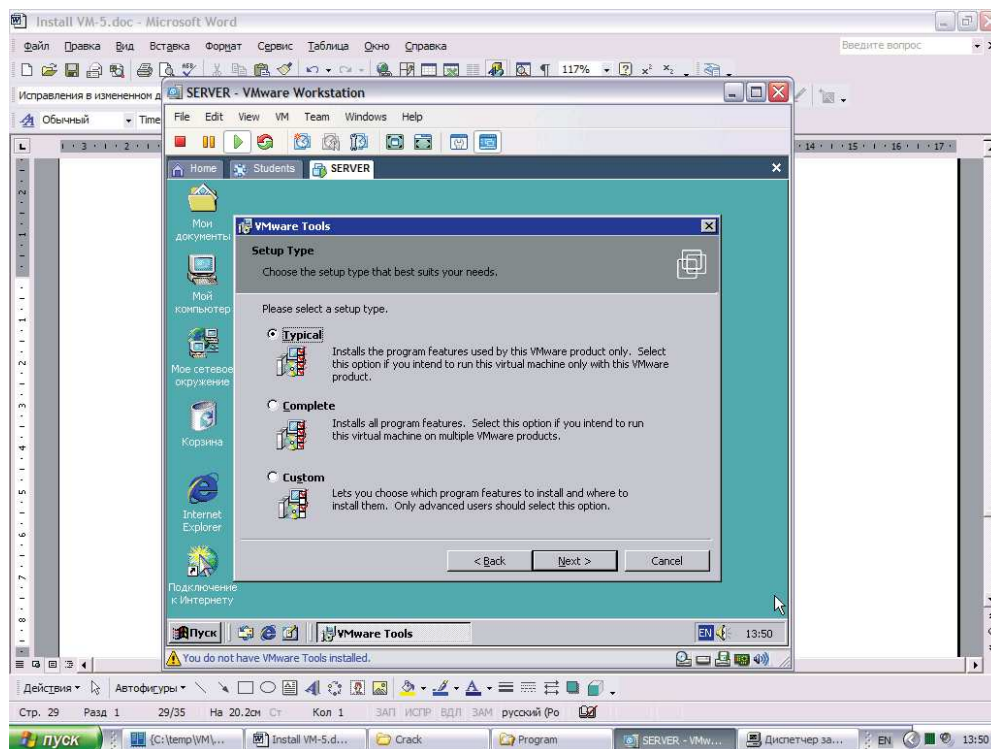 Install VM-5.doc - Microsoft Word
Файл Правка Вид Вставка Формат Сервис Таблица Окно Справка
Введите вопрос
117%
Исправления в измененном д
Обычный
Time
3 1 2 1
14 15 16 17
SERVER - VMware Workstation
File Edit View VM Team Windows Help
Home Students SERVER
Мои
документы
Мой
компьютер
Мое сетевое
окружение
Корзина
Internet
Explorer
Подключение
к Интернету
VMware Tools
Setup Type
Choose the setup type that best suits your needs.
Please select a setup type.
Typical
Installs the program features used by this VMware product only. Select
this option if you intend to run this virtual machine only with this VMware
product.
Complete
Installs all program features. Select this option if you intend to run
this virtual machine on multiple VMware products.
Custom
Lets you choose which program features to install and where to
install them. Only advanced users should select this option.
< Back Next > Cancel
Пуск VMware Tools EN 13:50
You do not have VMware Tools installed.
Действия Автофигуры
Стр. 29 Разд 1 29/35 На 20.2см Ст Кол 1 ЗАП ИСПР ВДЛ ЗАМ русский (Ро
пуск {C:\temp\VM\... Install VM-5.d... Crack Program SERVER - VMw... Диспетчер за... EN 13:50